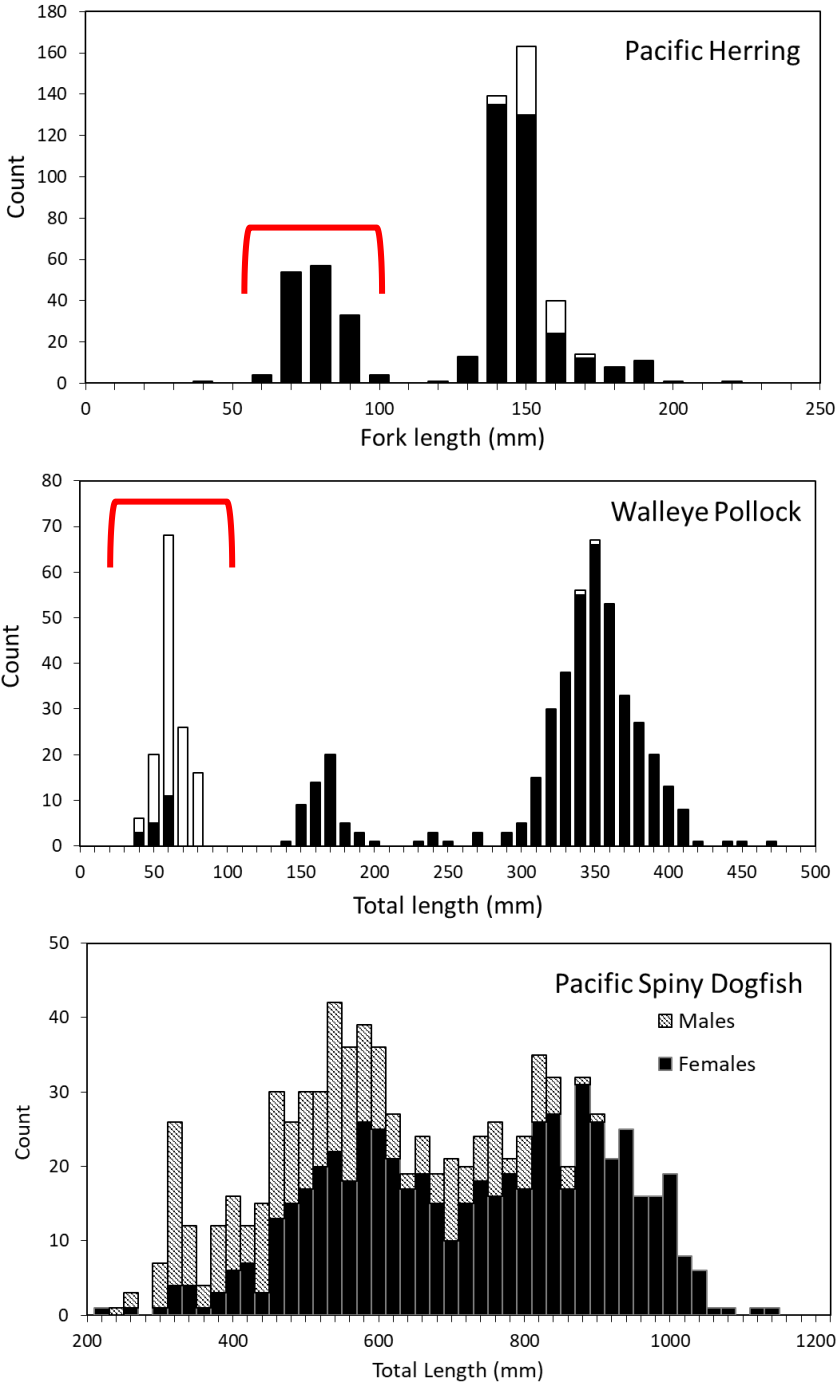 Pacific Herring
Count
180
160
140
120
100
80
60
40
20
0
0 50 100 150 200 250
Fork length (mm)
Walleye Pollock
Count
80
70
60
50
40
30
20
10
0
0 50 100 150 200 250 300 350 400 450 500
Total length (mm)
Pacific Spiny Dogfish
Males
Females
Count
50
40
30
20
10
0
200 400 600 800 1000 1200
Total Length (mm)